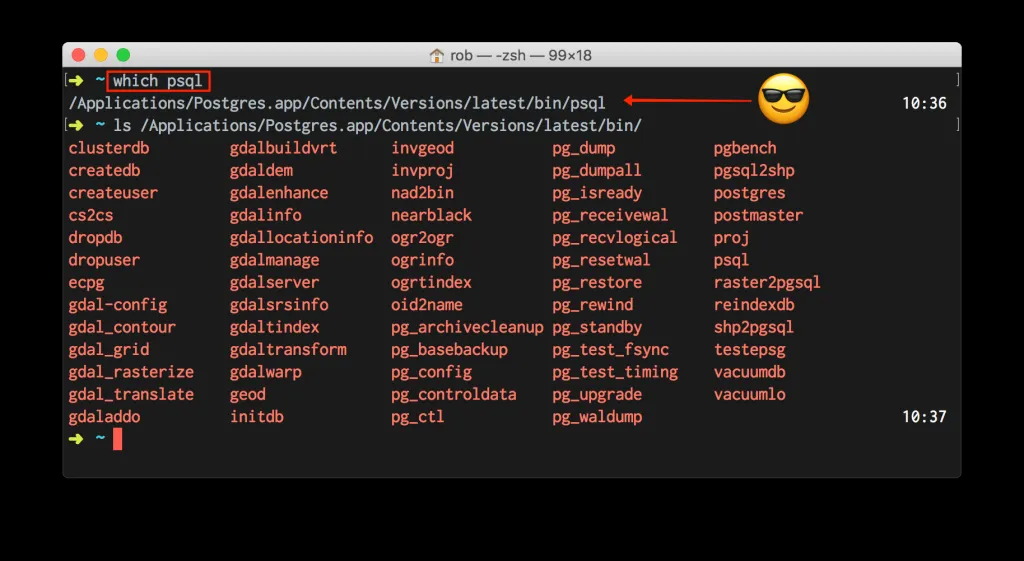 rob — -zsh — 99×18
[➜ ~ which psql ]
/Applications/Postgres.app/Contents/Versions/latest/bin/psql 10:36
[➜ ~ ls /Applications/Postgres.app/Contents/Versions/latest/bin/ ]
clusterdb gdalbuildvrt invgeod pg_dump pgbench
createdb gdaldem invproj pg_dumpall pgsql2shp
createuser gdalenhance nad2bin pg_isready postgres
cs2cs gdalinfo nearblack pg_receivewal postmaster
dropdb gdallocationinfo ogr2ogr pg_recvlogical proj
dropuser gdalmanage ogrinfo pg_resetwal psql
ecpg gdalserver ogrtindex pg_restore raster2pgsql
gdal-config gdalsrsinfo oid2name pg_rewind reindexdb
gdal_contour gdaltindex pg_archivecleanup pg_standby shp2pgsql
gdal_grid gdaltransform pg_basebackup pg_test_fsync testepsg
gdal_rasterize gdalwarp pg_config pg_test_timing vacuumdb
gdal_translate geod pg_controldata pg_upgrade vacuumlo
gdaladdo initdb pg_ctl pg_waldump 10:37
➜ ~